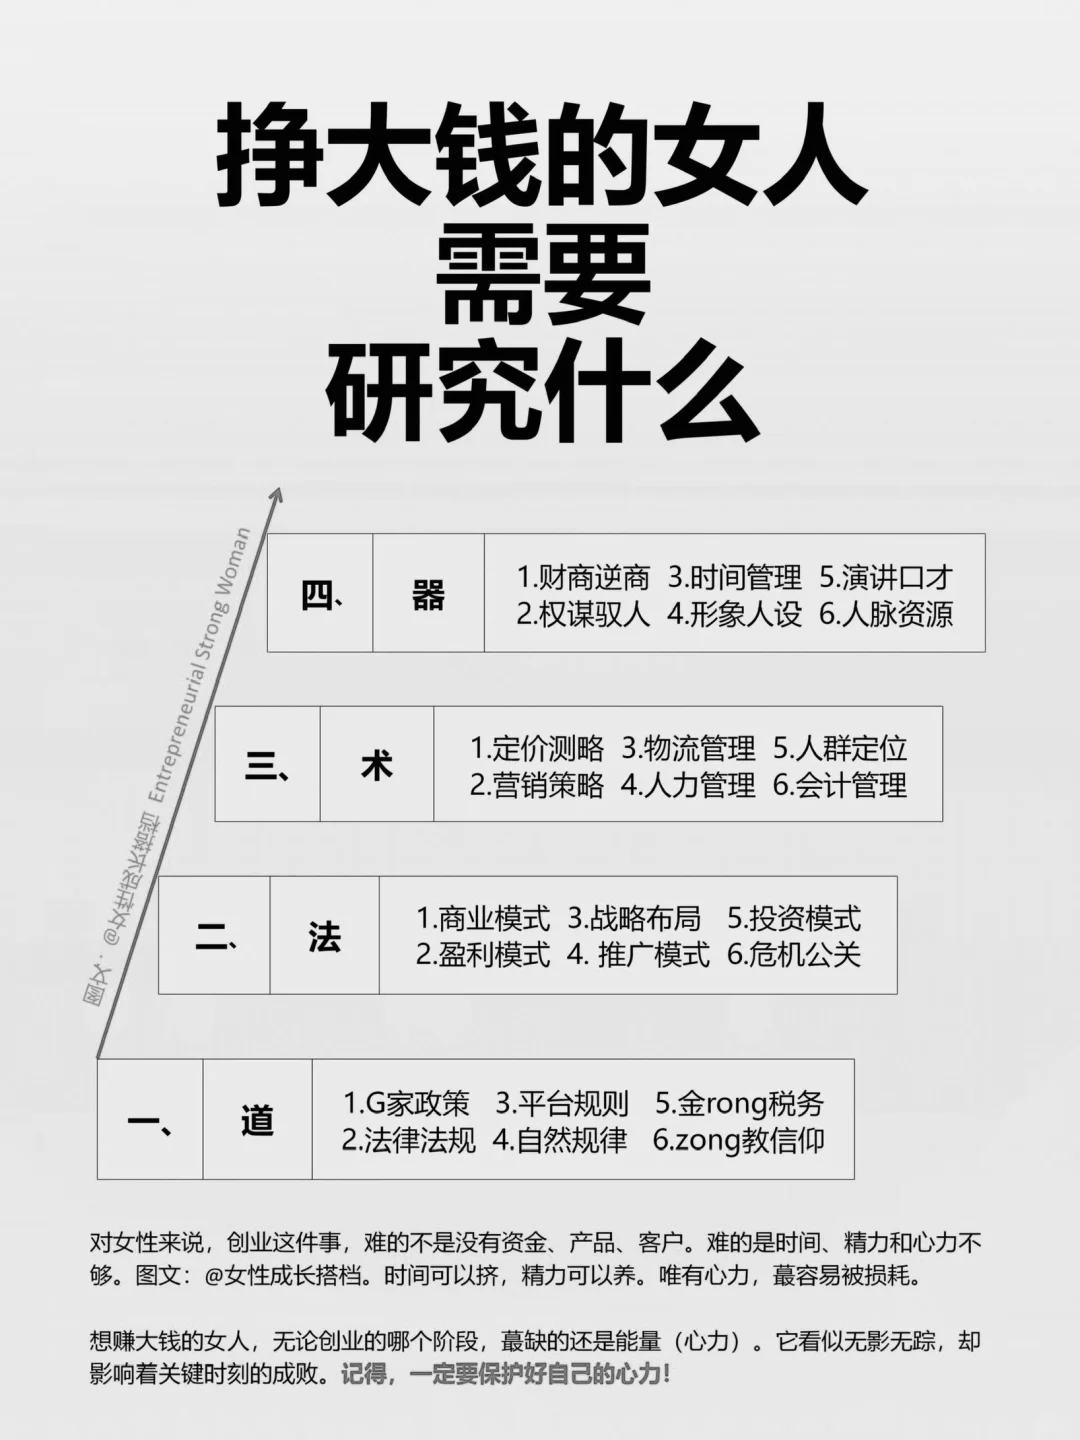 挣大钱的女人
需要
研究什么
四、 器 1.财商逆商 3.时间管理 5.演讲口才
2.权谋驭人 4.形象人设 6.人脉资源
三、 术 1.定价测略 3.物流管理 5.人群定位
2.营销策略 4.人力管理 6.会计管理
二、 法 1.商业模式 3.战略布局 5.投资模式
2.盈利模式 4. 推广模式 6.危机公关
一、 道 1.G家政策 3.平台规则 5.金rong税务
2.法律法规 4.自然规律 6.zong教信仰
图文:@女性成长搭档 Entrepreneurial Strong Woman
对女性来说，创业这件事，难的不是没有资金、产品、客户。难的是时间、精力和心力不
够。图文：@女性成长搭档。时间可以挤，精力可以养。唯有心力，蕞容易被损耗。
想赚大钱的女人，无论创业的哪个阶段，蕞缺的还是能量（心力）。它看似无影无踪，却
影响着关键时刻的成败。记得，一定要保护好自己的心力！